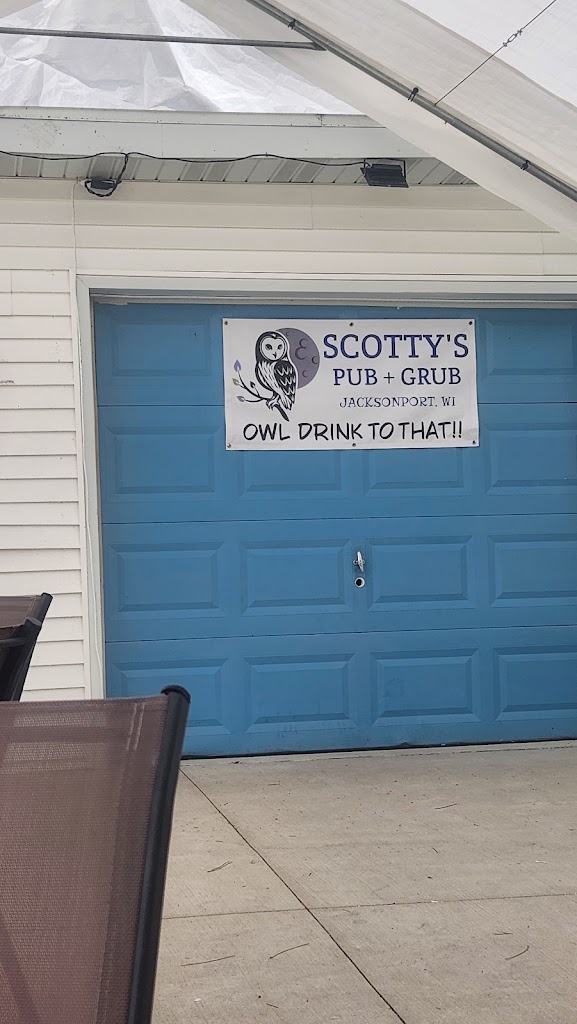 SCOTTY'S
PUB + GRUB
JACKSONPORT, WI
OWL DRINK TO THAT!!